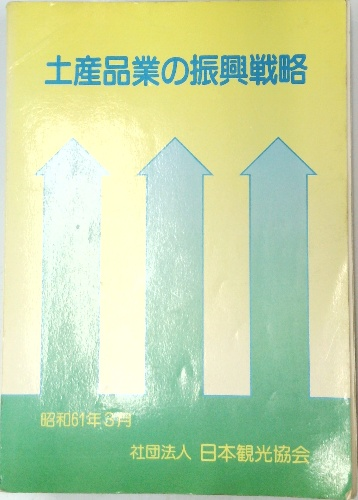 土産品業の振興戦略
昭和61年3月
社団法人 日本観光協会